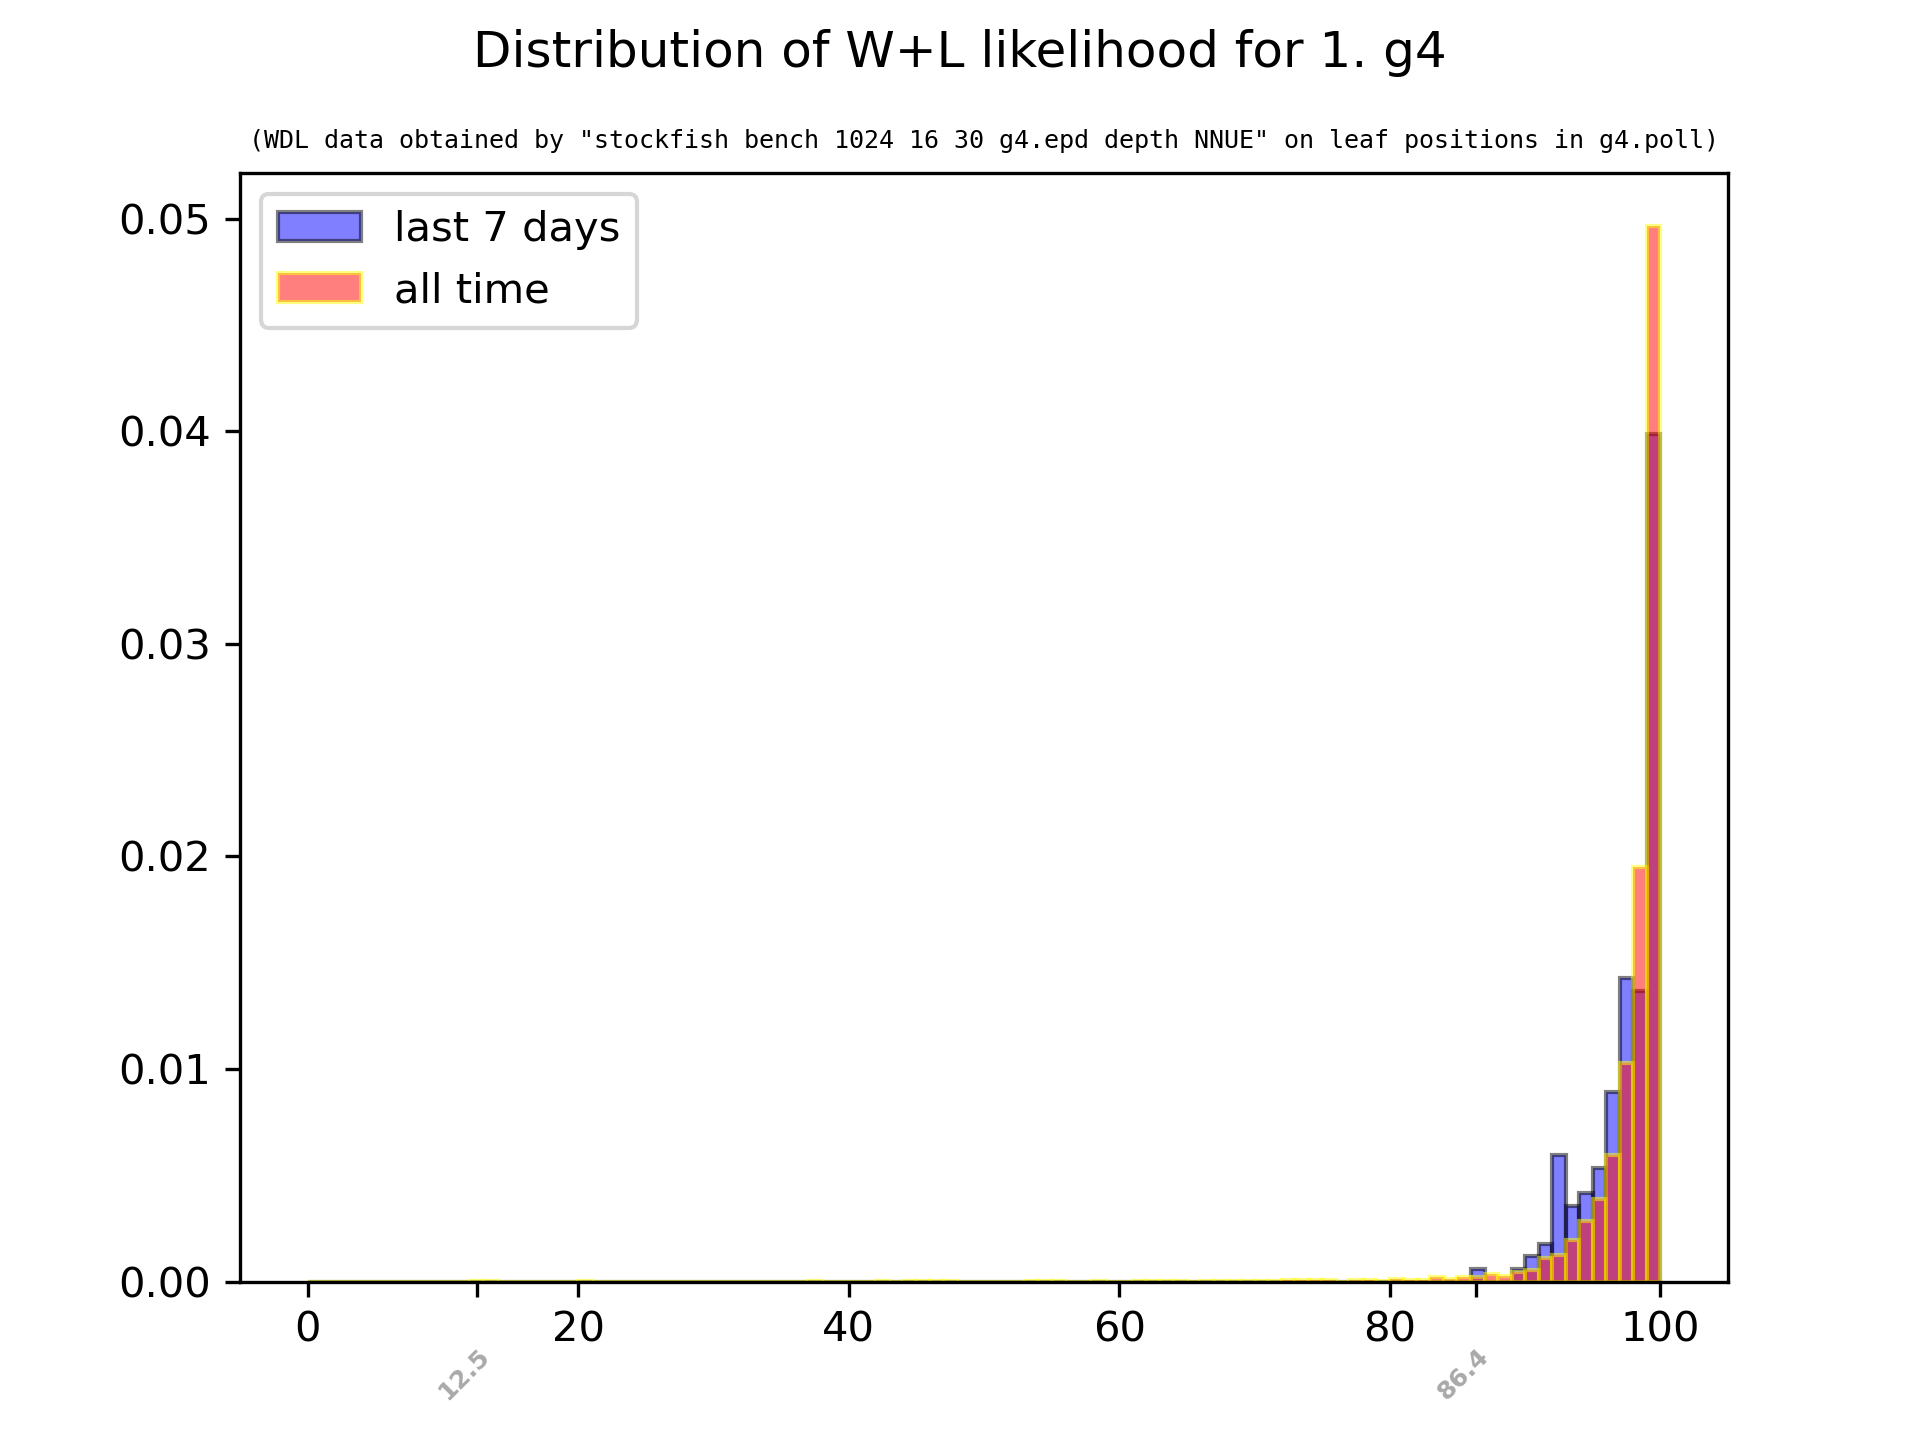 Distribution of W+L likelihood for 1. g4
(WDL data obtained by "stockfish bench 1024 16 30 g4.epd depth NNUE" on leaf positions in g4.poll)
last 7 days
all time
0.05
0.04
0.03
0.02
0.01
0.00
0 20 40 60 80 100
12.5 86.4